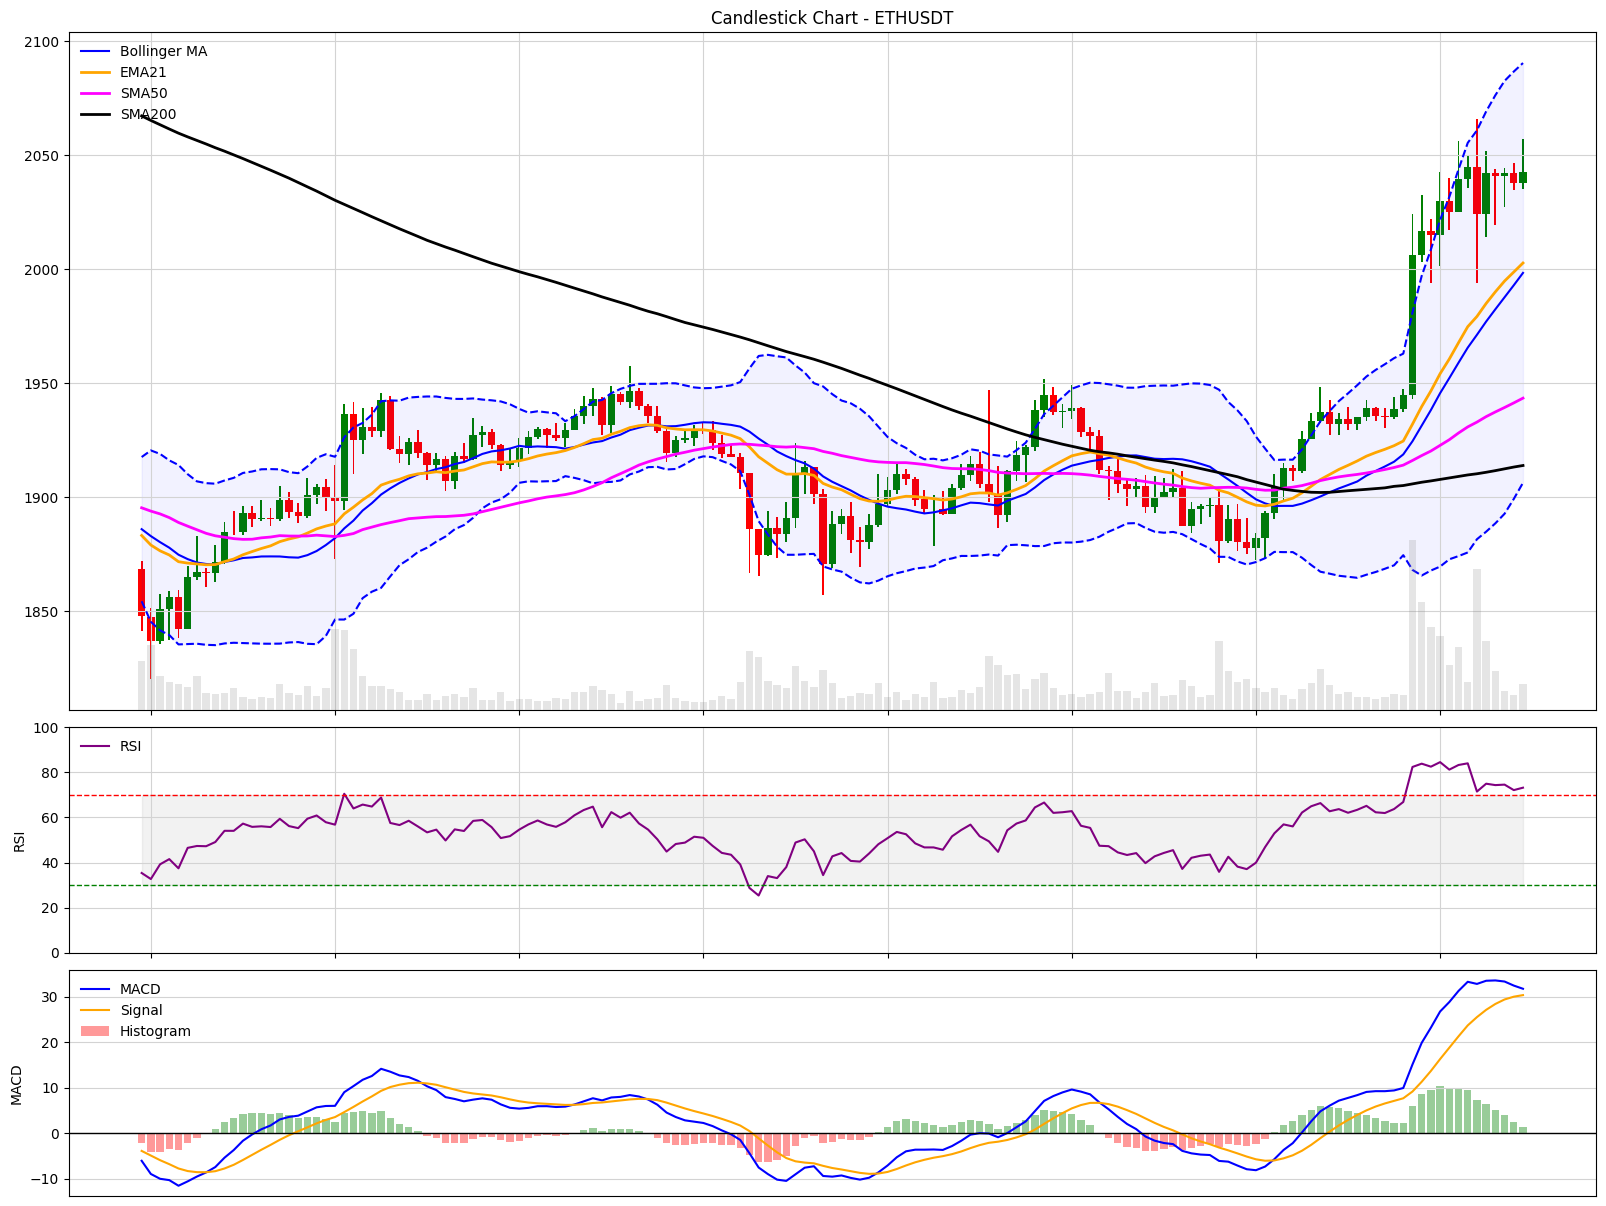 Candlestick Chart - ETHUSDT
2100
2050
2000
1950
1900
1850
Bollinger MA
EMA21
SMA50
SMA200
RSI
100
80
60
40
20
0
RSI
MACD
30
20
10
0
−10
MACD
Signal
Histogram